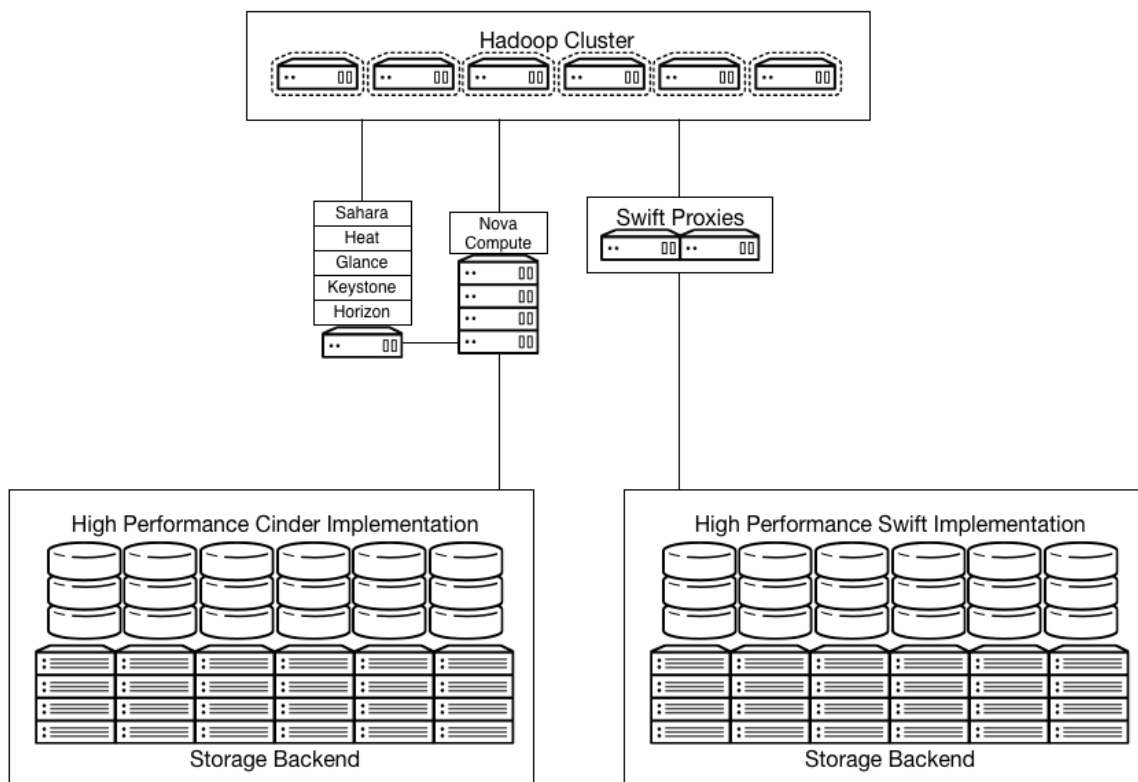 Hadoop Cluster
Sahara
Heat
Glance
Keystone
Horizon
Nova
Compute
Swift Proxies
High Performance Cinder Implementation
Storage Backend
High Performance Swift Implementation
Storage Backend